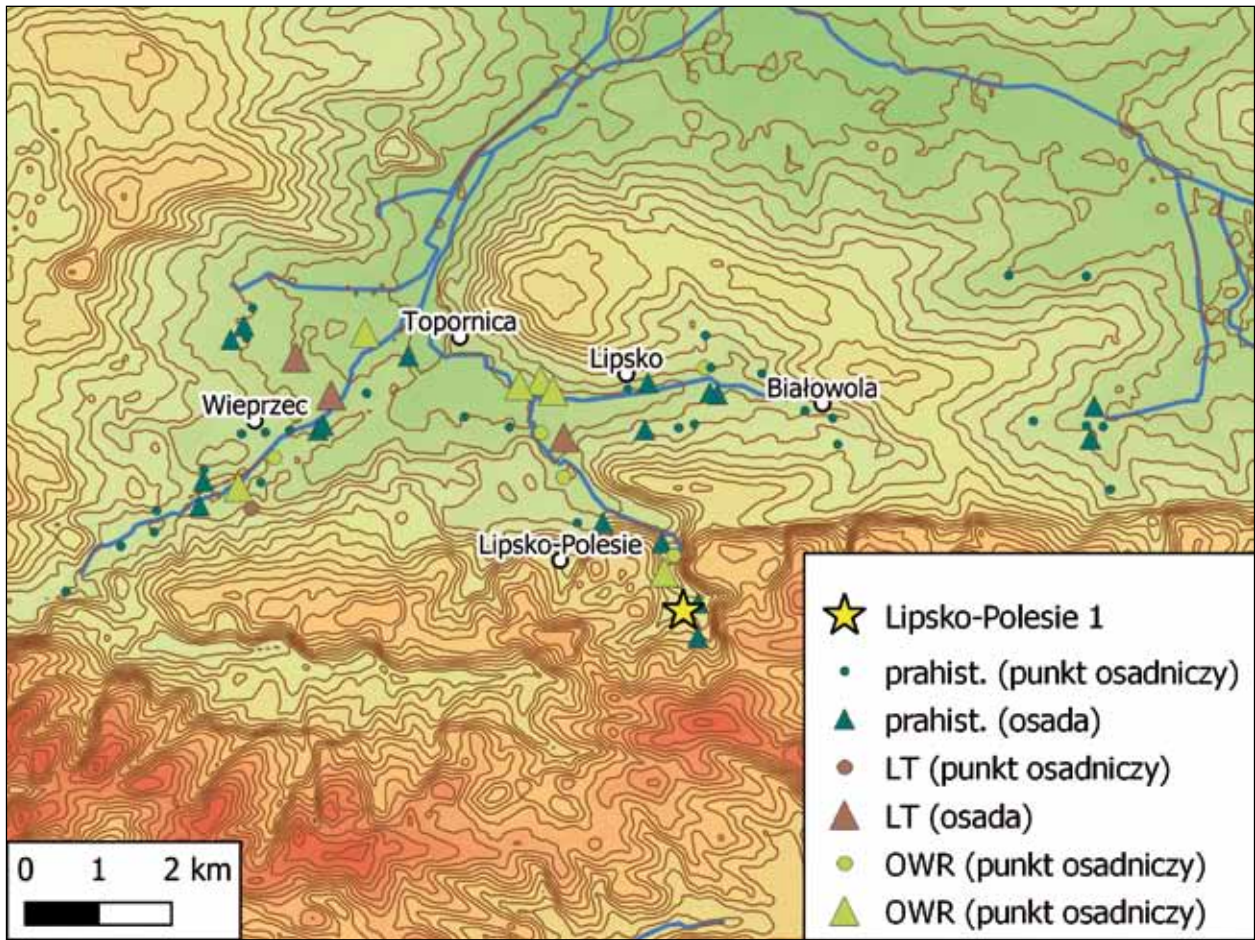 Topornica
Lipsko
Białowola
Wieprzec
Lipsko-Polesie
Lipsko-Polesie 1
prahist. (punkt osadniczy)
prahist. (osada)
LT (punkt osadniczy)
LT (osada)
OWR (punkt osadniczy)
OWR (punkt osadniczy)
0 1 2 km